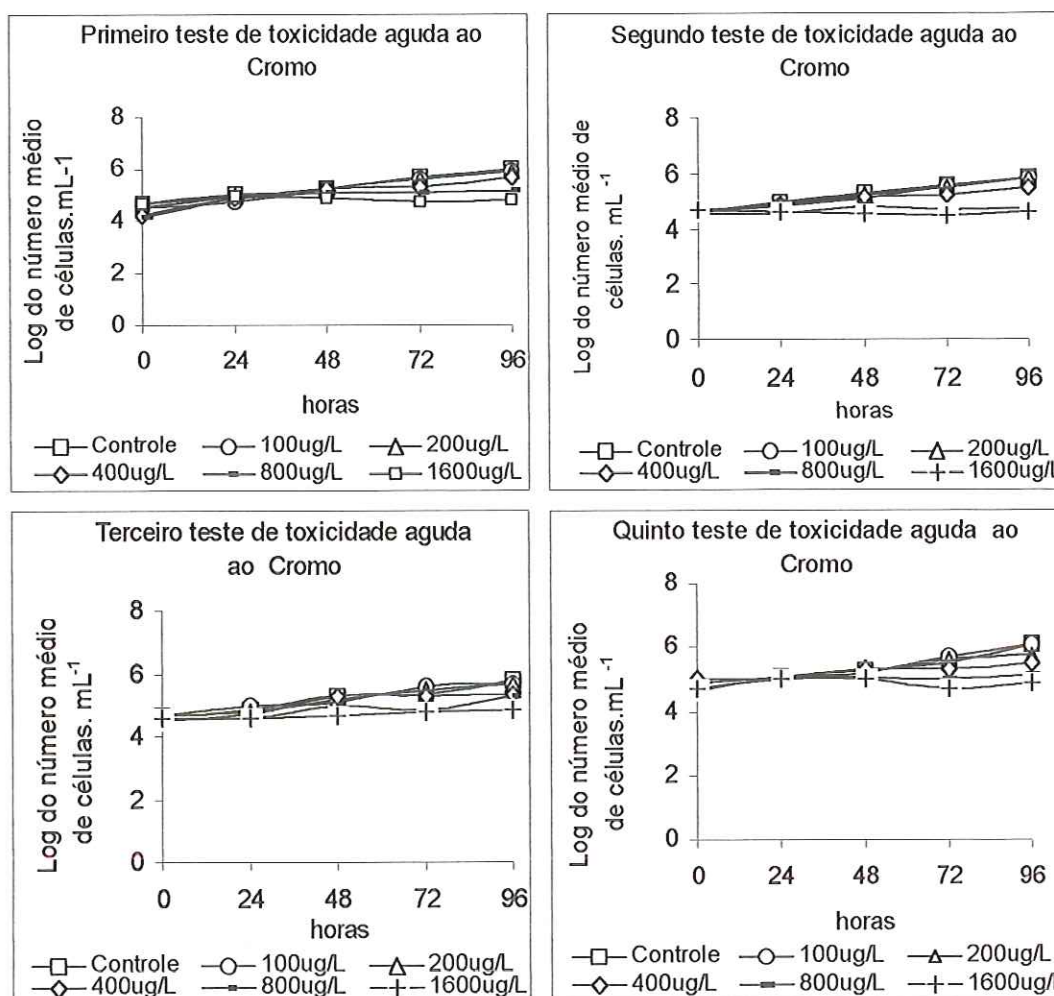 Primeiro teste de toxicidade aguda ao
Cromo
Log do número médio
de células.mL-1
8
6
4
2
0
0 24 48 72 96
horas
Controle 100ug/L 200ug/L
400ug/L 800ug/L 1600ug/L
Segundo teste de toxicidade aguda ao
Cromo
Log do número médio de
células. mL-1
8
6
4
2
0
0 24 48 72 96
horas
Controle 100ug/L 200ug/L
400ug/L 800ug/L 1600ug/L
Terceiro teste de toxicidade aguda
ao Cromo
Log do número médio
de células. mL-1
8
6
4
2
0
0 24 48 72 96
horas
Controle 100ug/L 200ug/L
400ug/L 800ug/L 1600ug/L
Quinto teste de toxicidade aguda ao
Cromo
Log do número médio
de células.mL-1
8
6
4
2
0
0 24 48 72 96
horas
Controle 100ug/L 200ug/L
400ug/L 800ug/L 1600ug/L